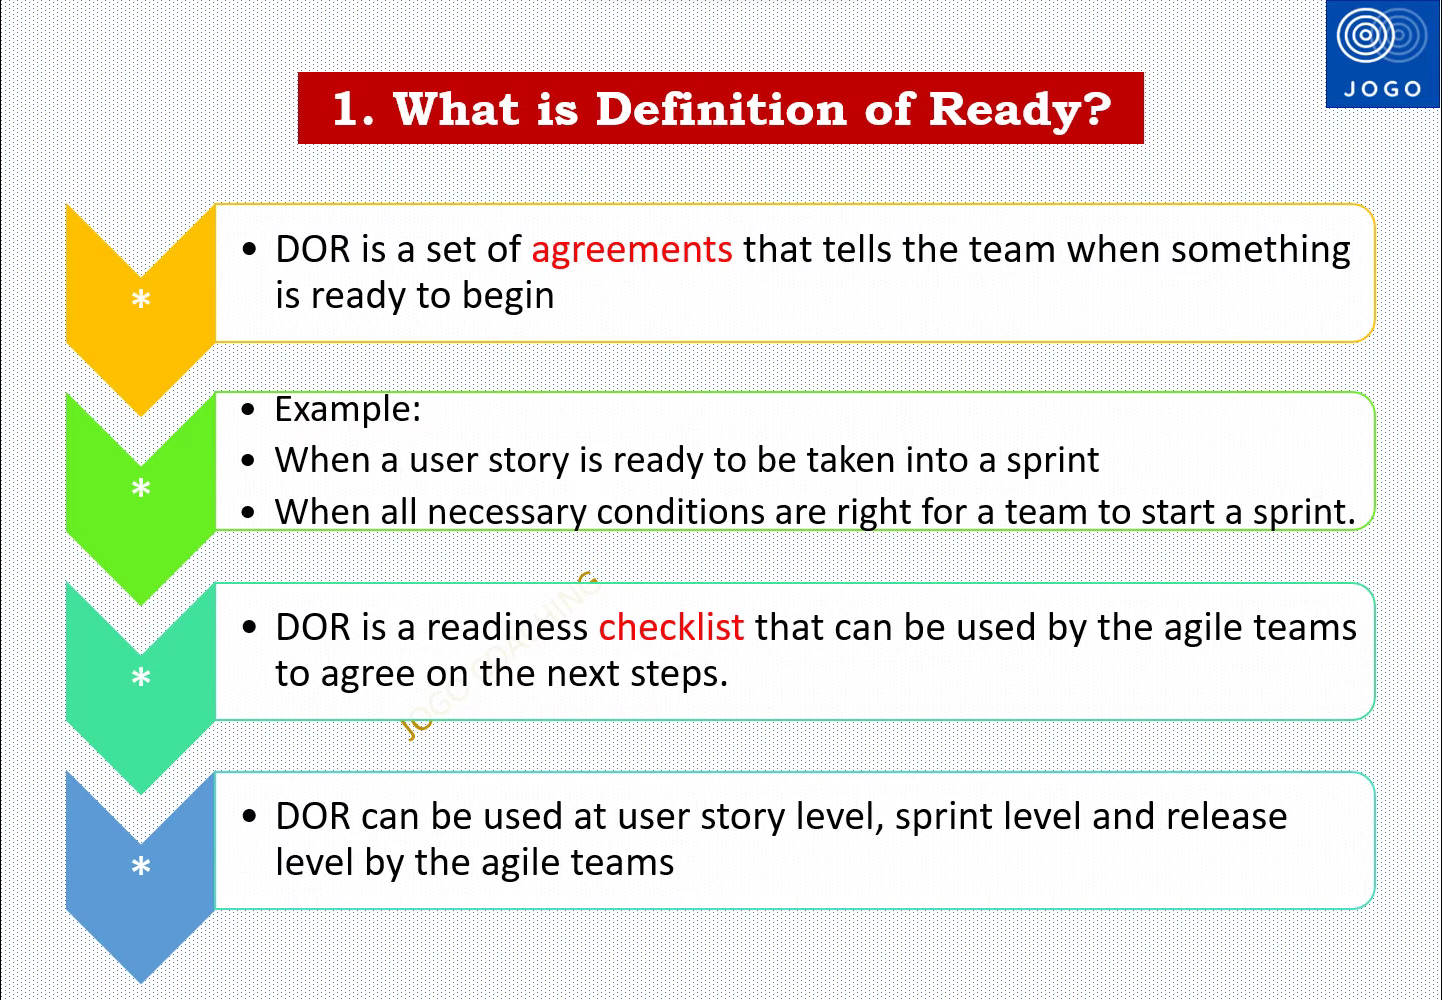 JOGO
1. What is Definition of Ready?
*
• DOR is a set of agreements that tells the team when something
is ready to begin
*
• Example:
• When a user story is ready to be taken into a sprint
• When all necessary conditions are right for a team to start a sprint.
*
• DOR is a readiness checklist that can be used by the agile teams
to agree on the next steps.
JOGO COACHING
*
• DOR can be used at user story level, sprint level and release
level by the agile teams